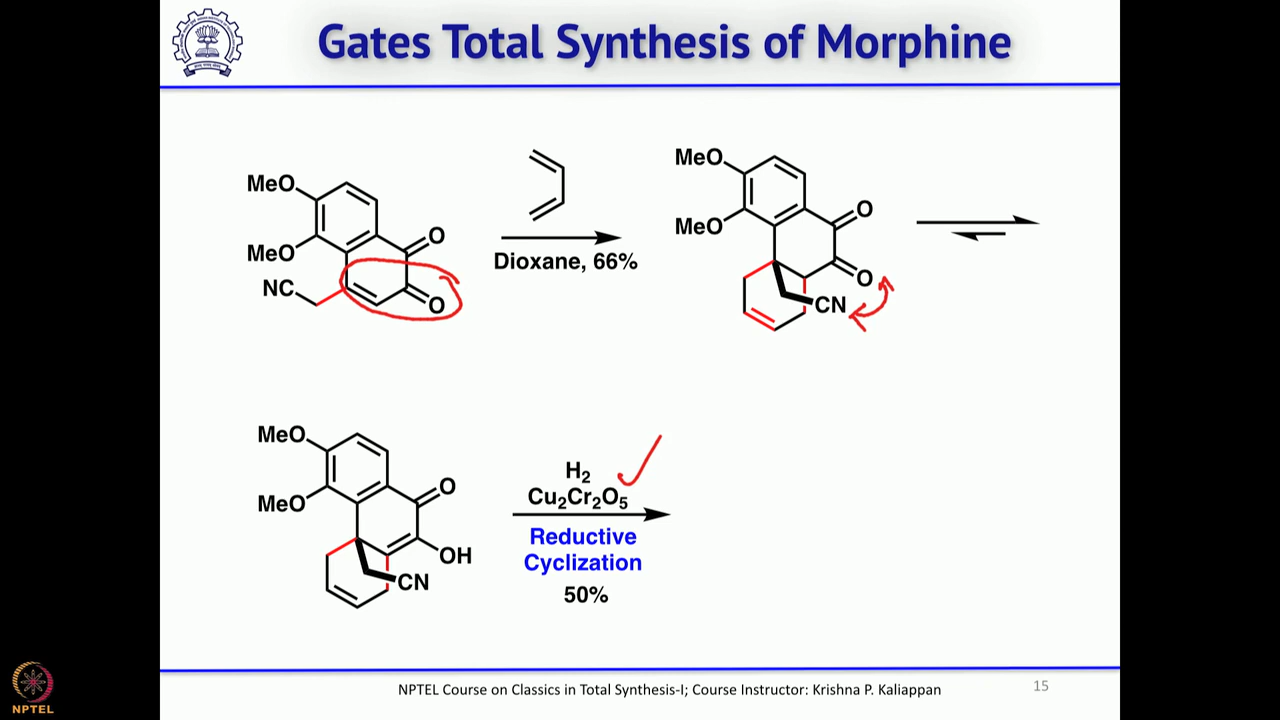 Gates Total Synthesis of Morphine
MeO
MeO
NC
O
O
Dioxane, 66%
MeO
MeO
O
O
CN
MeO
MeO
O
OH
CN
H2
Cu2Cr2O5
Reductive
Cyclization
50%
NPTEL
NPTEL Course on Classics in Total Synthesis-I; Course Instructor: Krishna P. Kaliappan
15